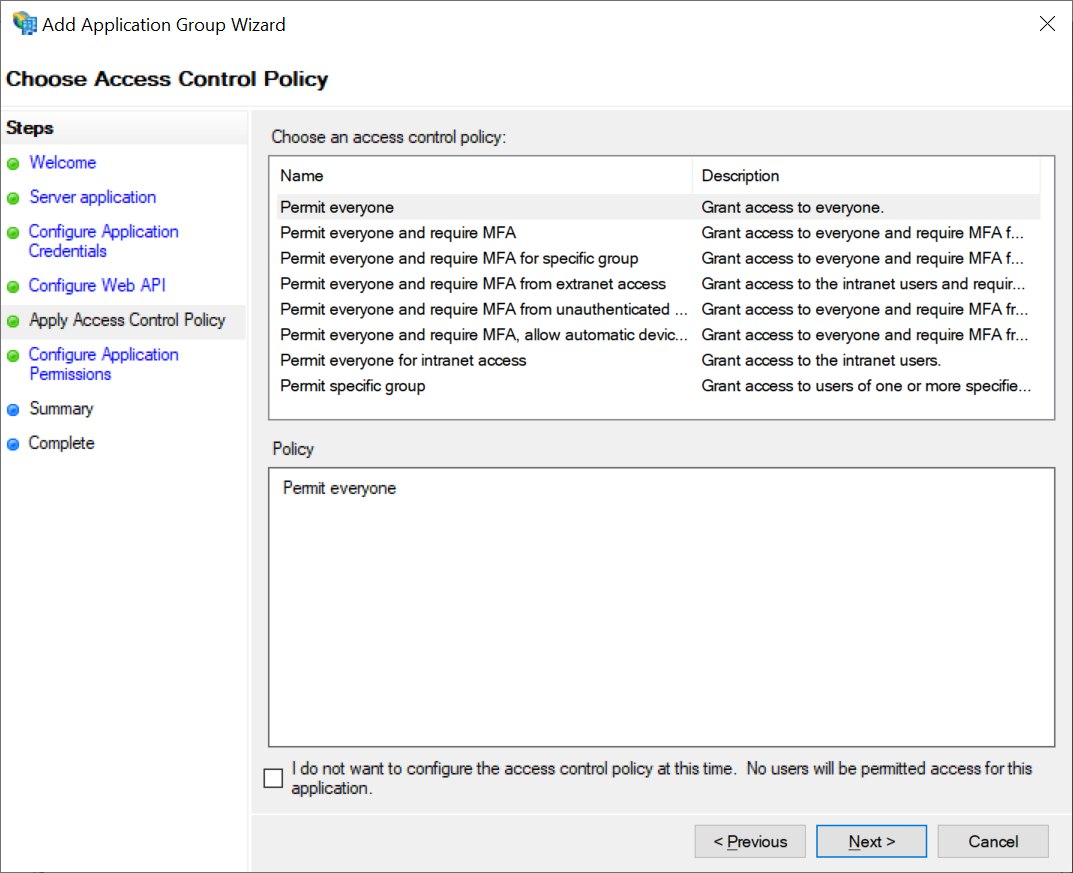 Add Application Group Wizard
Choose Access Control Policy
Steps
Welcome
Server application
Configure Application
Credentials
Configure Web API
Apply Access Control Policy
Configure Application
Permissions
Summary
Complete
Choose an access control policy:
Name Description
Permit everyone Grant access to everyone.
Permit everyone and require MFA Grant access to everyone and require MFA f...
Permit everyone and require MFA for specific group Grant access to everyone and require MFA f...
Permit everyone and require MFA from extranet access Grant access to the intranet users and requir...
Permit everyone and require MFA from unauthenticated ... Grant access to everyone and require MFA fr...
Permit everyone and require MFA, allow automatic devic... Grant access to everyone and require MFA fr...
Permit everyone for intranet access Grant access to the intranet users.
Permit specific group Grant access to users of one or more specifie...
Policy
Permit everyone
I do not want to configure the access control policy at this time.  No users will be permitted access for this
application.
< Previous Next > Cancel